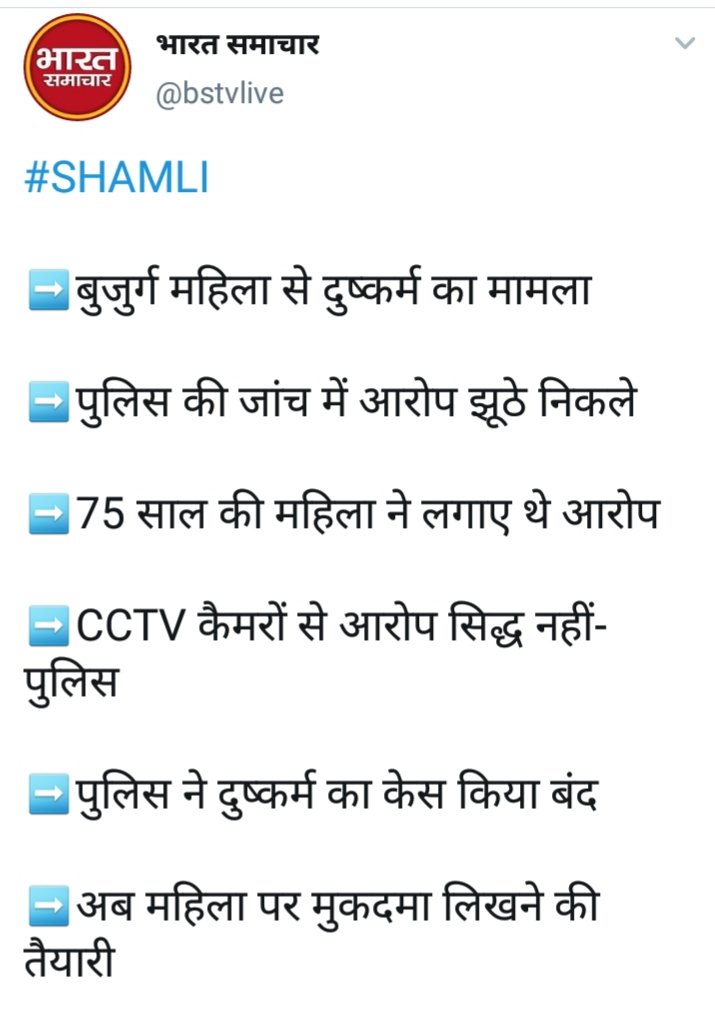 भारत
समाचार
भारत समाचार
@bstvlive
#SHAMLI
➡️बुजुर्ग महिला से दुष्कर्म का मामला
➡️पुलिस की जांच में आरोप झूठे निकले
➡️75 साल की महिला ने लगाए थे आरोप
➡️CCTV कैमरों से आरोप सिद्ध नहीं-
पुलिस
➡️पुलिस ने दुष्कर्म का केस किया बंद
➡️अब महिला पर मुकदमा लिखने की
तैयारी